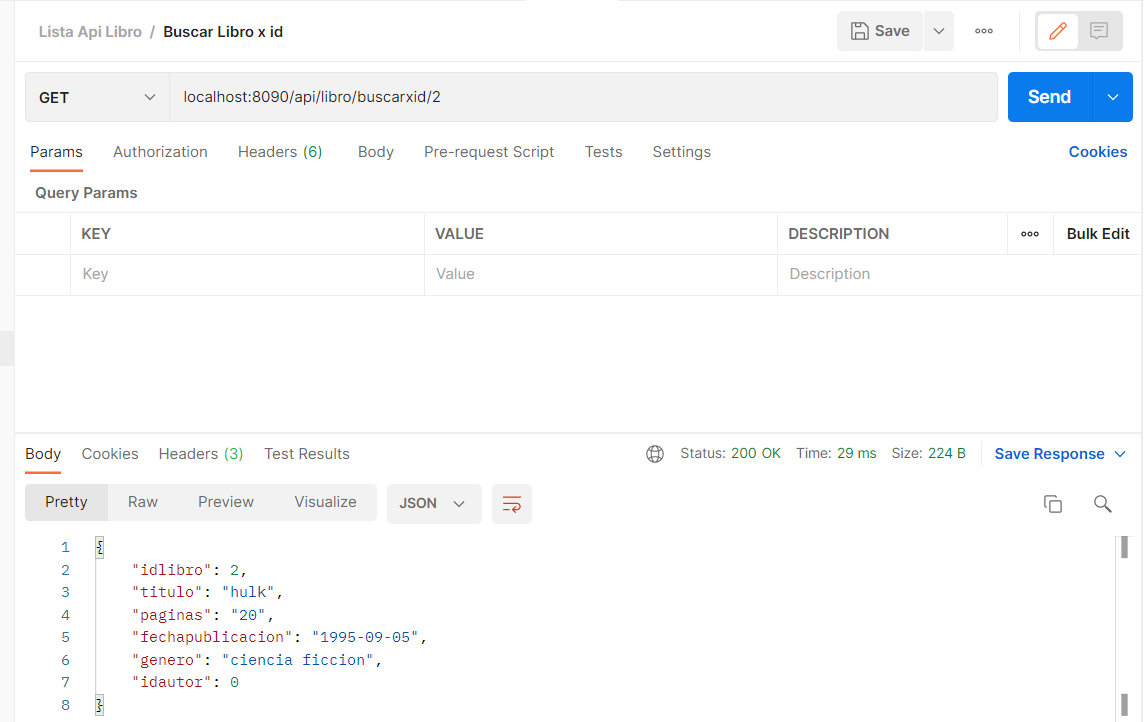 Lista Api Libro / Buscar Libro x id
Save
GET localhost:8090/api/libro/buscarxid/2 Send
Params Authorization Headers (6) Body Pre-request Script Tests Settings Cookies
Query Params
KEY VALUE DESCRIPTION Bulk Edit
Key Value Description
Body Cookies Headers (3) Test Results Status: 200 OK Time: 29 ms Size: 224 B Save Response
Pretty Raw Preview Visualize JSON
1 {
2 "idlibro": 2,
3 "titulo": "hulk",
4 "paginas": "20",
5 "fechapublicacion": "1995-09-05",
6 "genero": "ciencia ficcion",
7 "idautor": 0
8 }